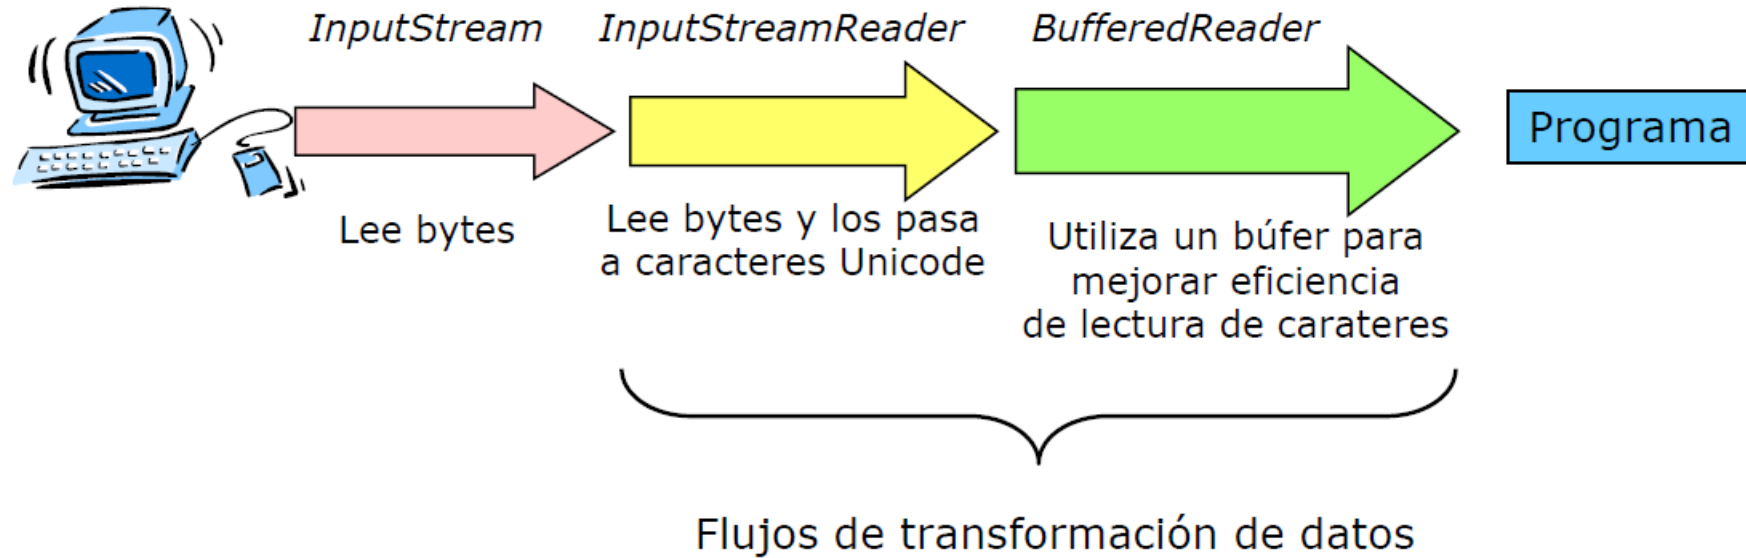 InputStream
InputStreamReader
BufferedReader
Programa
Lee bytes
Lee bytes y los pasa
a caracteres Unicode
Utiliza un búfer para
mejorar eficiencia
de lectura de carateres
Flujos de transformación de datos